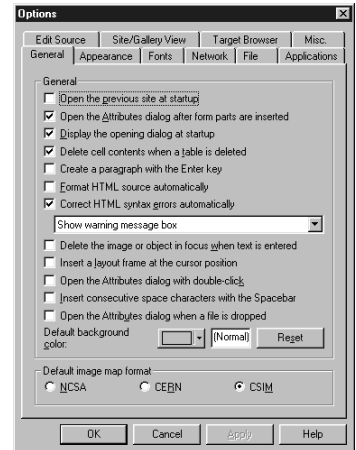 Options
Edit Source Site/Gallery View Target Browser Misc.
General Appearance Fonts Network File Applications
General
Open the previous site at startup
Open the Attributes dialog after form parts are inserted
Display the opening dialog at startup
Delete cell contents when a table is deleted
Create a paragraph with the Enter key
Format HTML source automatically
Correct HTML syntax errors automatically
Show warning message box
Delete the image or object in focus when text is entered
Insert a layout frame at the cursor position
Open the Attributes dialog with double-click
Insert consecutive space characters with the Spacebar
Open the Attributes dialog when a file is dropped
Default background color:
(Normal) Reset
Default image map format
NCSA CERN CSIM
OK Cancel Apply Help